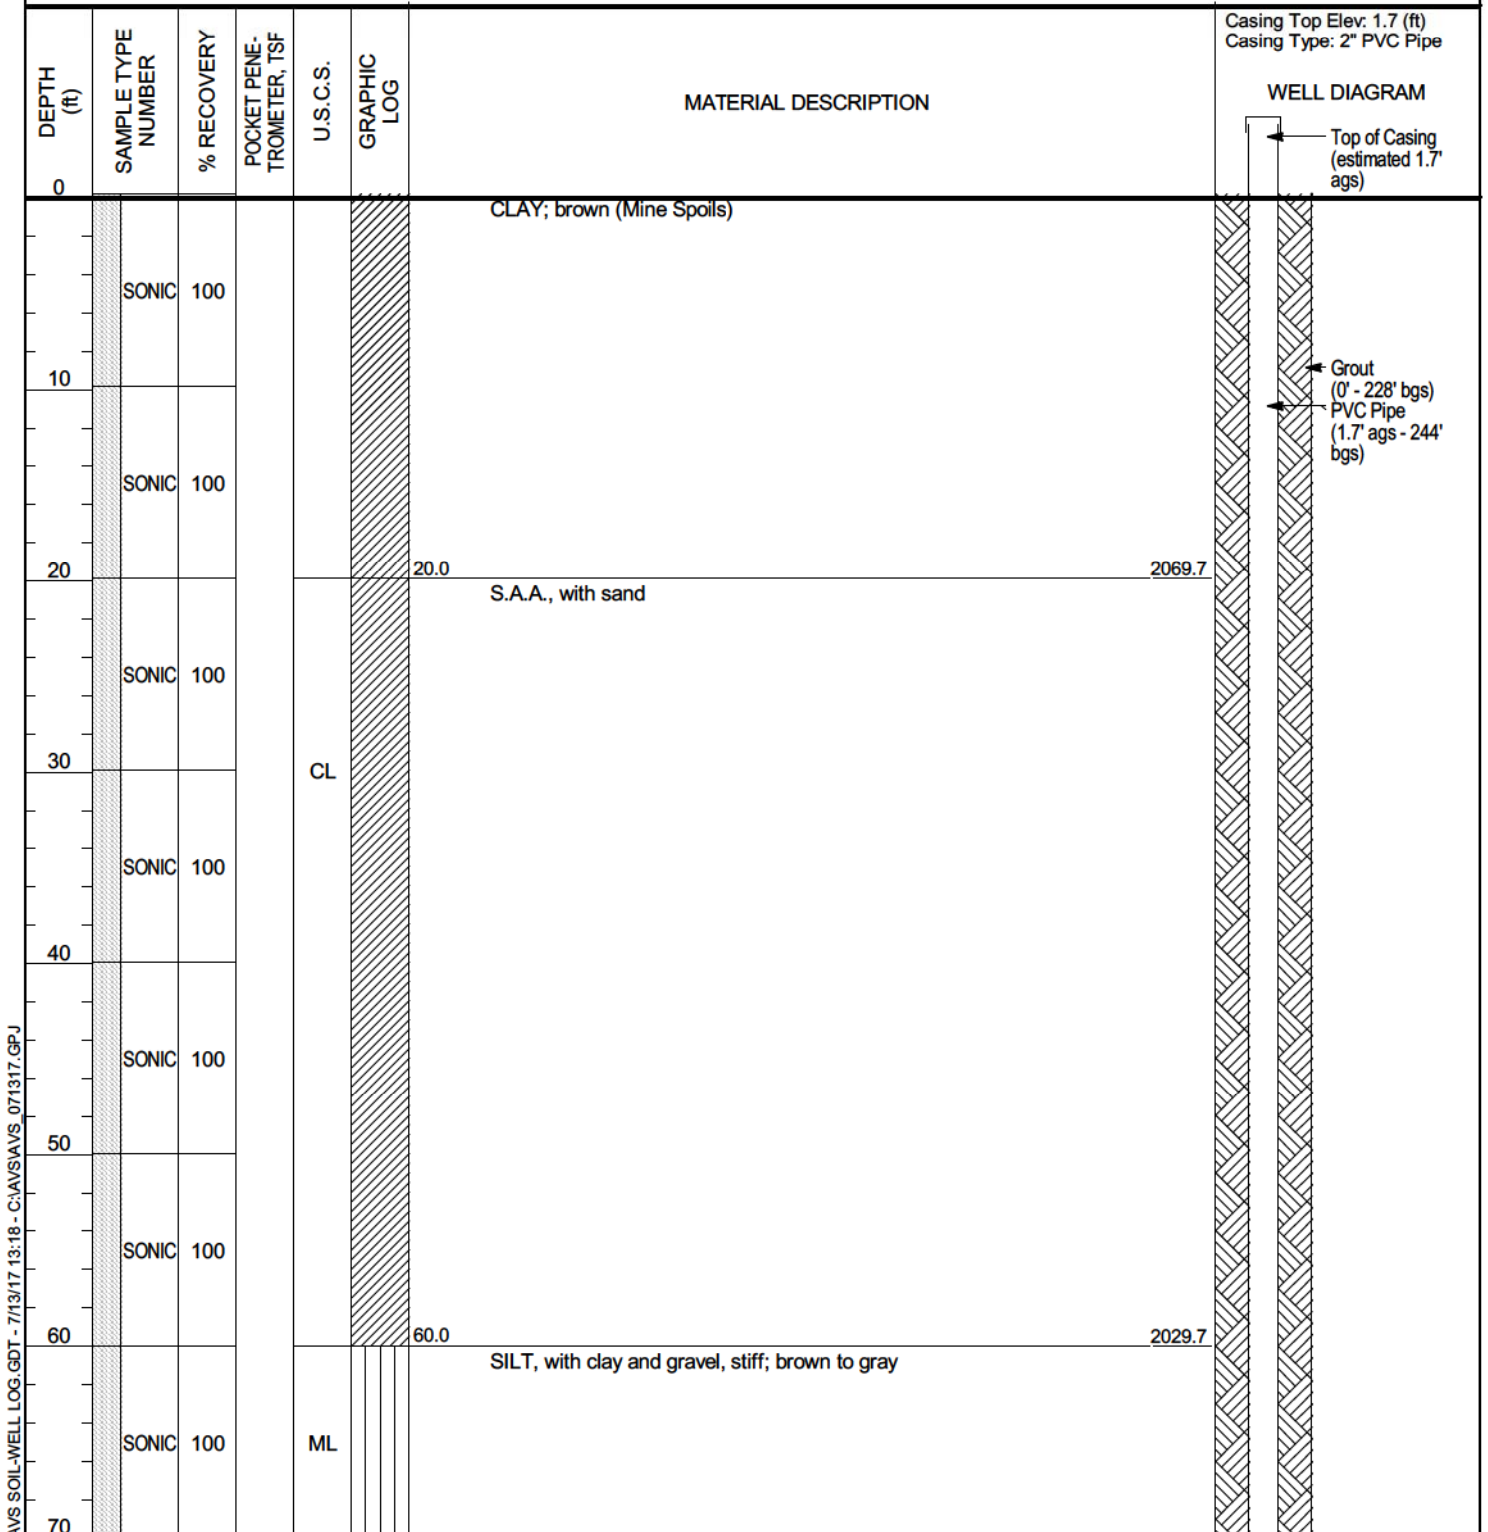 Casing Top Elev: 1.7 (ft)
Casing Type: 2" PVC Pipe
DEPTH
(ft)
SAMPLE TYPE
NUMBER
% RECOVERY
POCKET PENE-
TROMETER, TSF
U.S.C.S.
GRAPHIC
LOG
MATERIAL DESCRIPTION
WELL DIAGRAM
Top of Casing
(estimated 1.7'
ags)
0
CLAY; brown (Mine Spoils)
SONIC 100
10
Grout
(0' - 228' bgs)
PVC Pipe
(1.7' ags - 244'
bgs)
SONIC 100
20
20.0
2069.7
S.A.A., with sand
SONIC 100
30
CL
SONIC 100
40
SONIC 100
50
SONIC 100
60
60.0
2029.7
SILT, with clay and gravel, stiff; brown to gray
SONIC 100
ML
70
AVS SOIL-WELL LOG.GDT - 7/13/17 13:18 - C:\AVS\AVS_071317.GPJ